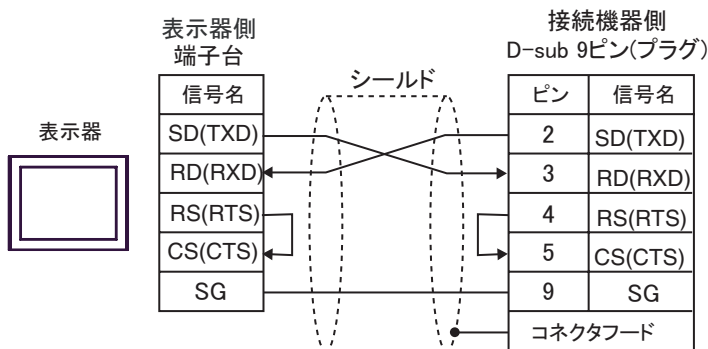 表示器側
端子台
接続機器側
D-sub 9ピン(プラグ)
シールド
表示器
信号名
ピン 信号名
SD(TXD)
2 SD(TXD)
RD(RXD)
3 RD(RXD)
RS(RTS)
4 RS(RTS)
CS(CTS)
5 CS(CTS)
SG
9 SG
コネクタフード